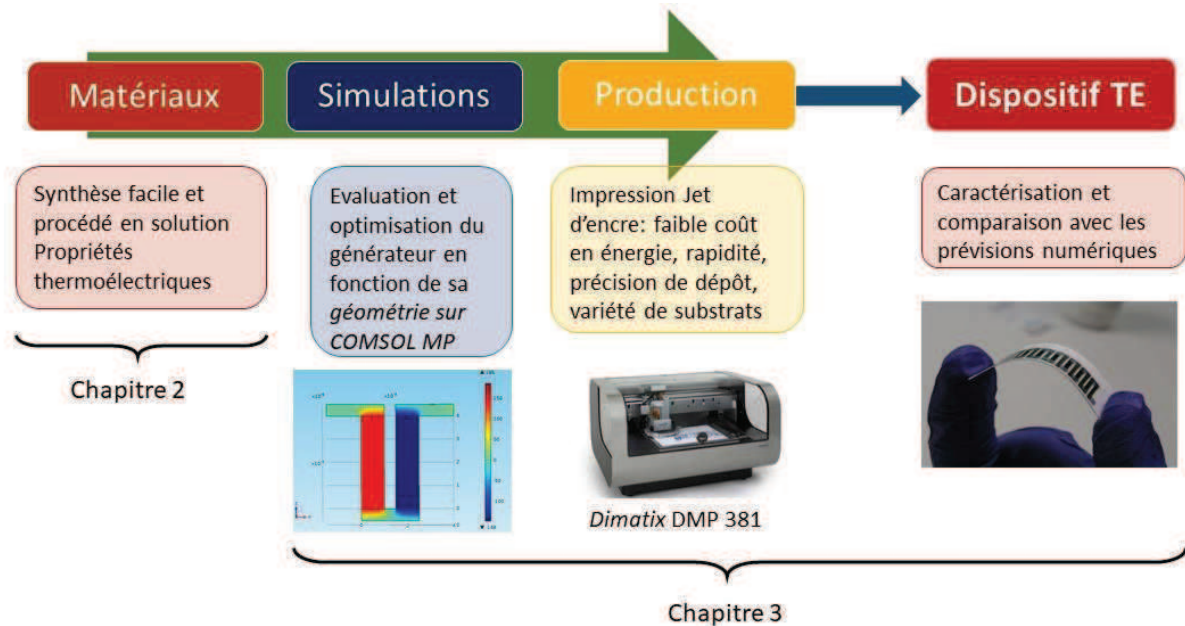 Matériaux
Simulations
Production
Dispositif TE
Synthèse facile et
procédé en solution
Propriétés
thermoélectriques
Evaluation et
optimisation du
générateur en
fonction de sa
géométrie sur
COMSOL MP
Impression Jet
d'encre: faible coût
en énergie, rapidité,
précision de dépôt,
variété de substrats
Caractérisation et
comparaison avec les
prévisions numériques
Chapitre 2
Dimatix DMP 381
Chapitre 3